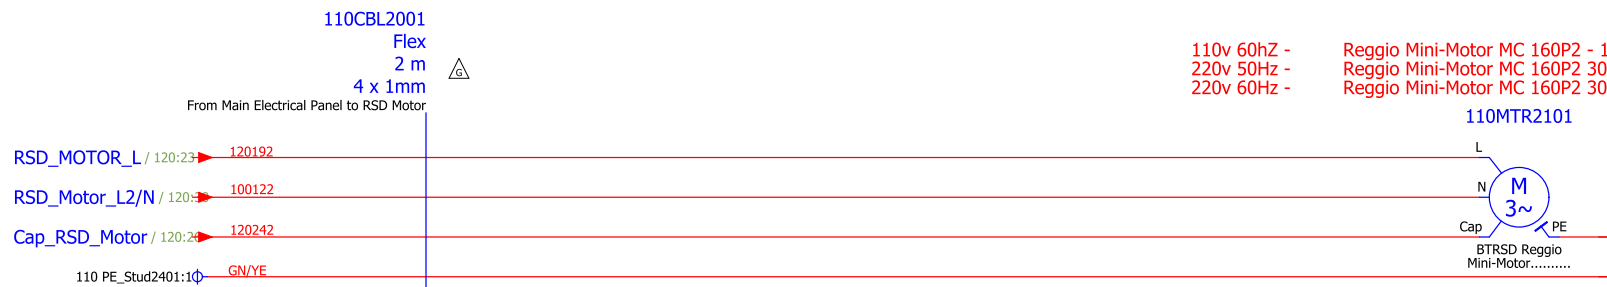 110CBL2001
Flex
2 m
4 x 1mm
From Main Electrical Panel to RSD Motor
G
110v 60hZ - Reggio Mini-Motor MC 160P2 - 1
220v 50Hz - Reggio Mini-Motor MC 160P2 30
220v 60Hz - Reggio Mini-Motor MC 160P2 30
110MTR2101
RSD_MOTOR_L / 120:23 120192 L
RSD_Motor_L2/N / 120: 100122 N
M
3~
Cap_RSD_Motor / 120:2 120242 Cap PE
BTRSD Reggio
Mini-Motor..........
110 PE_Stud2401:1 GN/YE